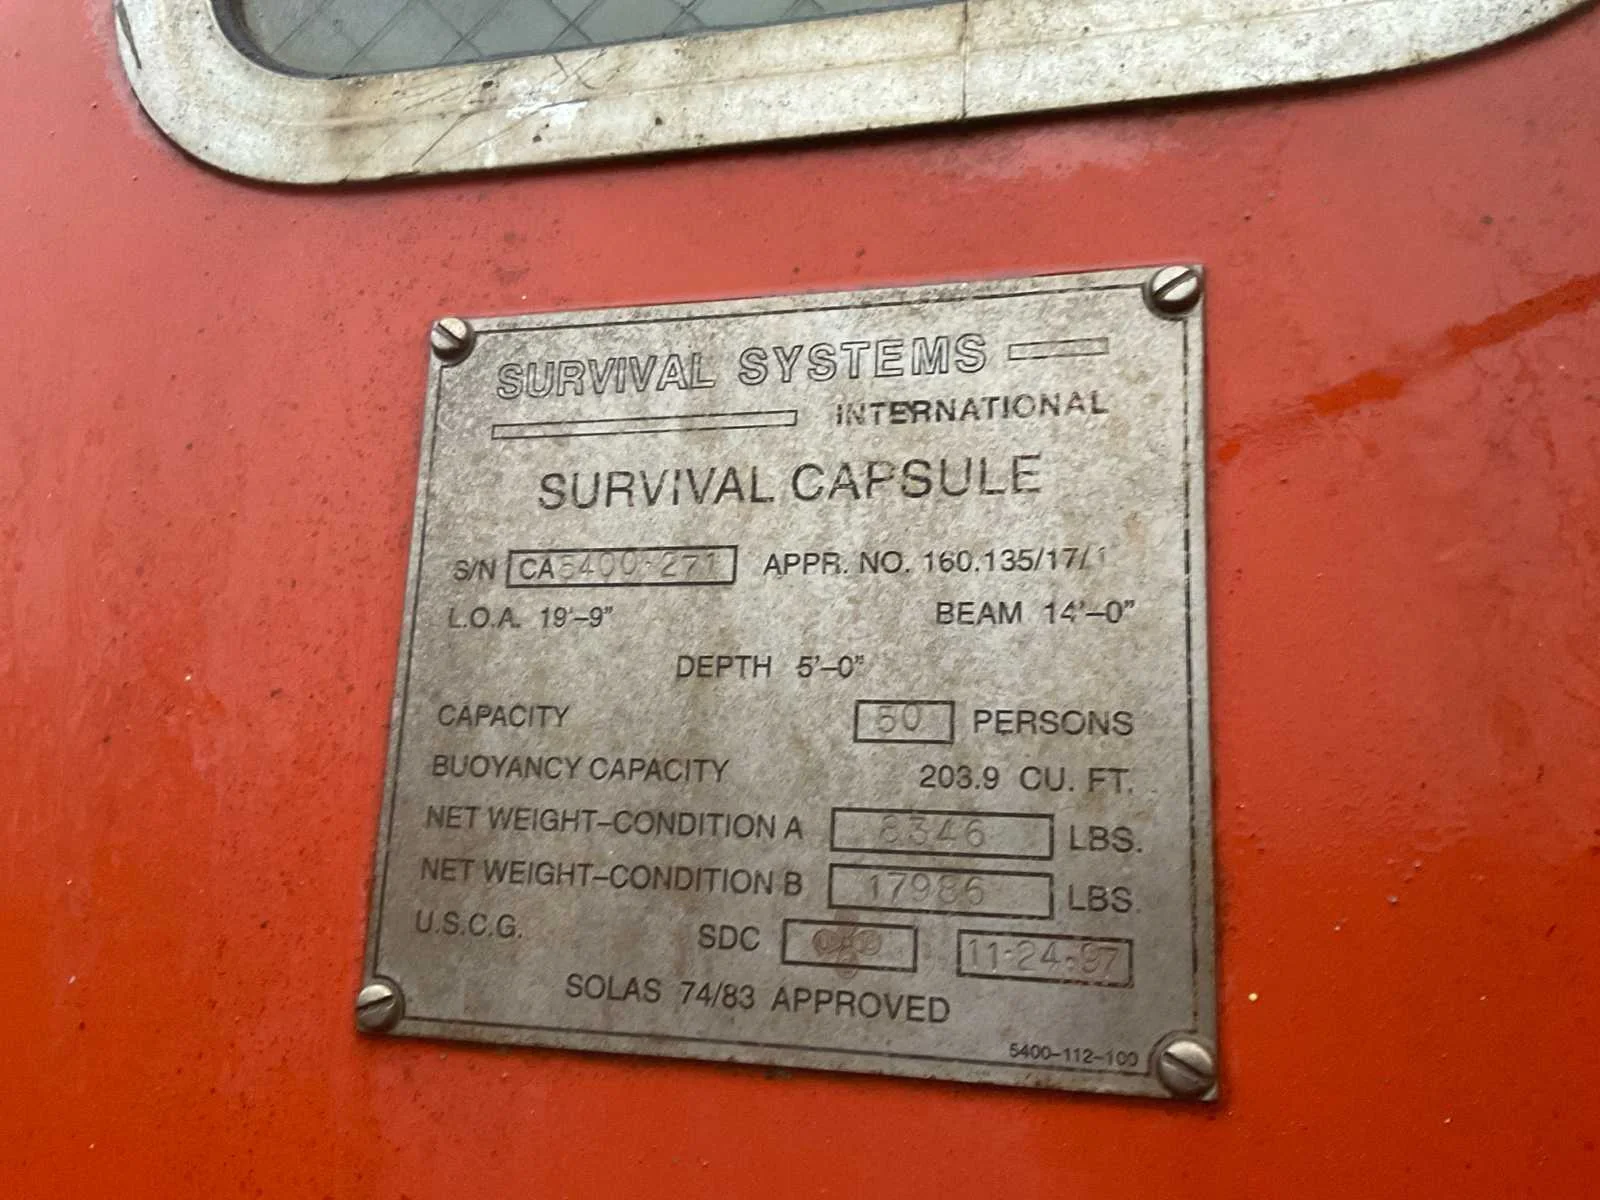 SURVIVAL SYSTEMS
INTERNATIONAL
SURVIVAL CAPSULE
S/N CA5400-271 APPR. NO. 160.135/17/1
L.O.A. 19'–9" BEAM 14'–0"
DEPTH 5'–0"
CAPACITY 50 PERSONS
BUOYANCY CAPACITY 203.9 CU. FT.
NET WEIGHT–CONDITION A 8346 LBS.
NET WEIGHT–CONDITION B 17986 LBS.
U.S.C.G. SDC 11-24-97
SOLAS 74/83 APPROVED
5400–112–100